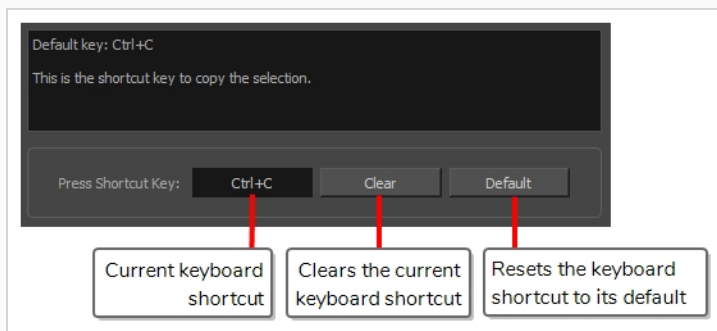 Default key: Ctrl+C
This is the shortcut key to copy the selection.
Press Shortcut Key: Ctrl+C Clear Default
Current keyboard
shortcut
Clears the current
keyboard shortcut
Resets the keyboard
shortcut to its default